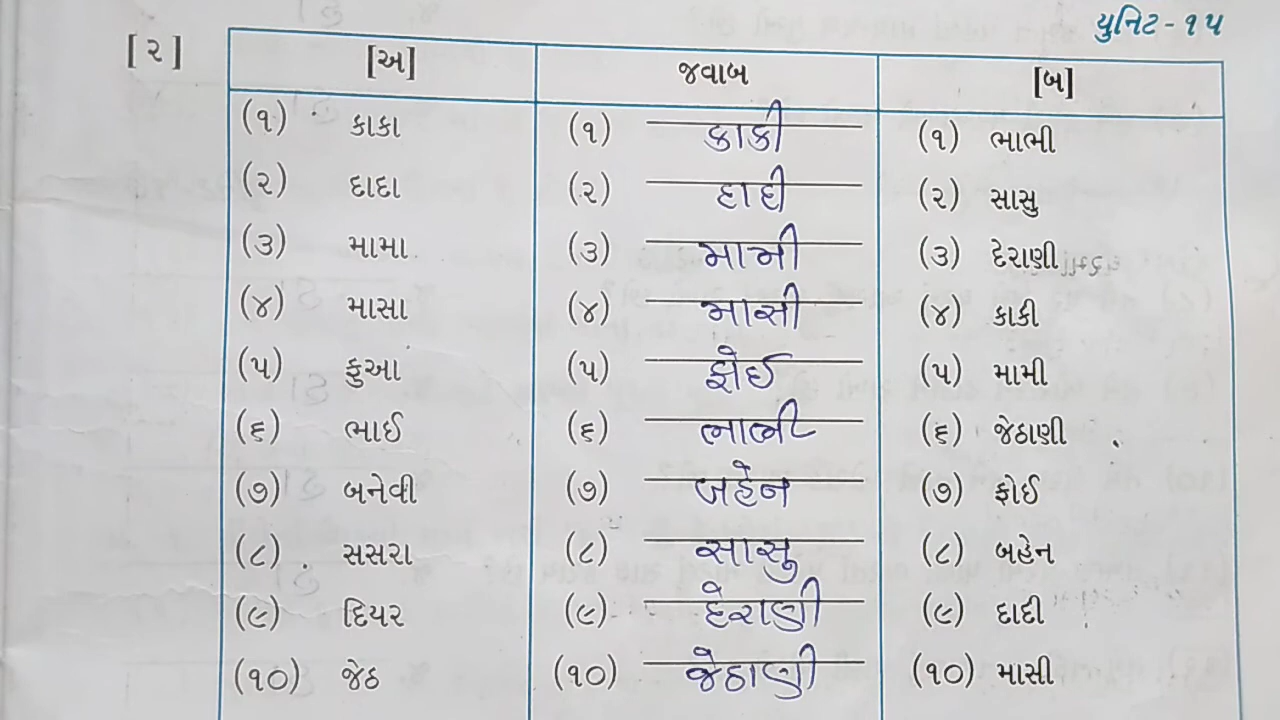 યુનિટ - ૧૫
[૨] [અ] જવાબ [બ]
(૧) કાકા (૧) કાકી (૧) ભાભી
(૨) દાદા (૨) દાદી (૨) સાસુ
(૩) મામા (૩) મામી (૩) દેરાણી
(૪) માસા (૪) માસી (૪) કાકી
(૫) ફુઆ (૫) ફોઈ (૫) મામી
(૬) ભાઈ (૬) ભાભી (૬) જેઠાણી
(૭) બનેવી (૭) બહેન (૭) ફોઈ
(૮) સસરા (૮) સાસુ (૮) બહેન
(૯) દિયર (૯) દેરાણી (૯) દાદી
(૧૦) જેઠ (૧૦) જેઠાણી (૧૦) માસી